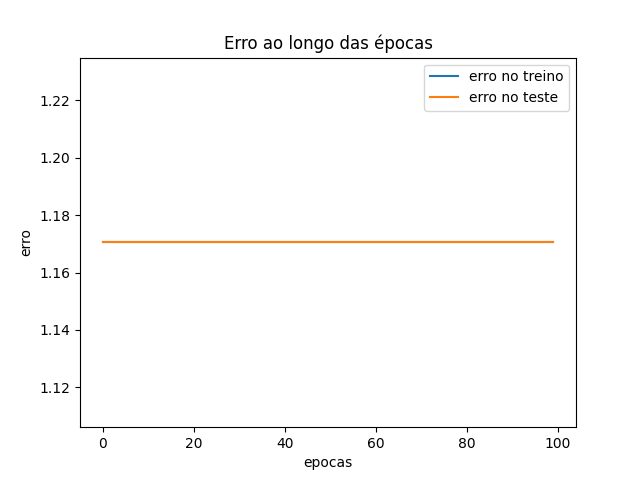 Erro ao longo das épocas
erro no treino
erro no teste
1.22
1.20
1.18
1.16
1.14
1.12
erro
0 20 40 60 80 100
epocas